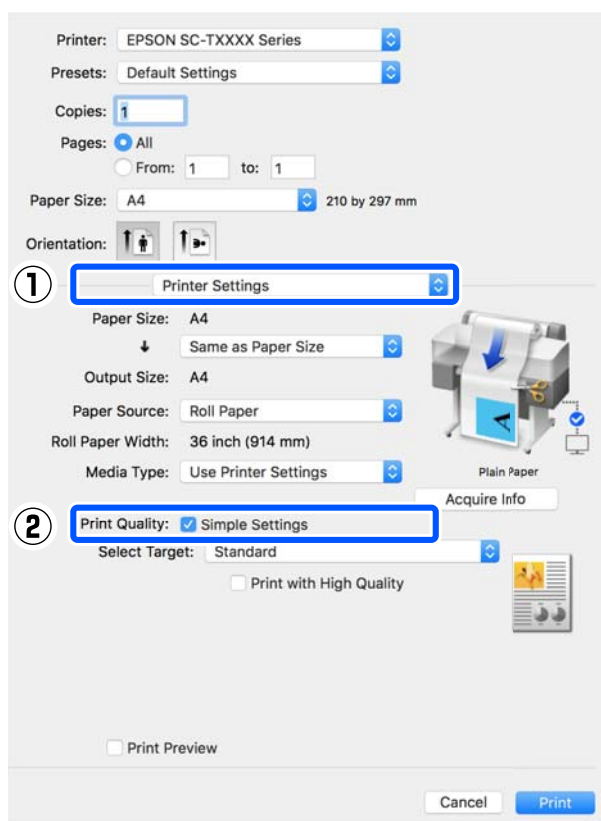 Printer: EPSON SC-TXXXX Series
Presets: Default Settings
Copies: 1
Pages: All
From: 1 to: 1
Paper Size: A4 210 by 297 mm
Orientation:
1 Printer Settings
Paper Size: A4
Same as Paper Size
Output Size: A4
Paper Source: Roll Paper
Roll Paper Width: 36 inch (914 mm)
Media Type: Use Printer Settings
A
Plain Paper
Acquire Info
2 Print Quality: Simple Settings
Select Target: Standard
Print with High Quality
Print Preview
Cancel Print